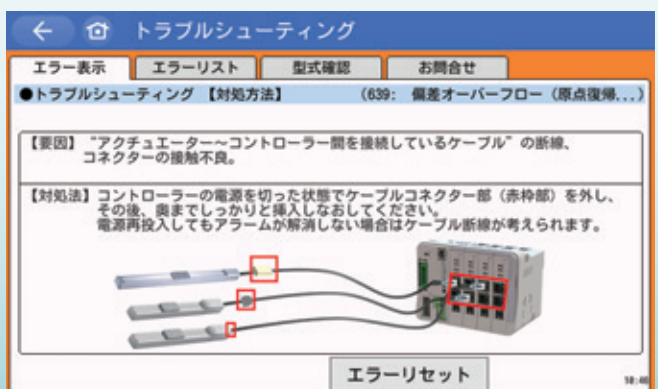 トラブルシューティング
エラー表示 エラーリスト 型式確認 お問合せ
●トラブルシューティング 【対処方法】 (639: 偏差オーバーフロー (原点復帰...)
【要因】 “アクチュエーター～コントローラー間を接続しているケーブル” の断線、
コネクターの接触不良。
【対処法】 コントローラーの電源を切った状態でケーブルコネクター部 (赤枠部) を外し、
その後、奥までしっかりと挿入しなおしてください。
電源再投入してもアラームが解消しない場合はケーブル断線が考えられます。
エラーリセット